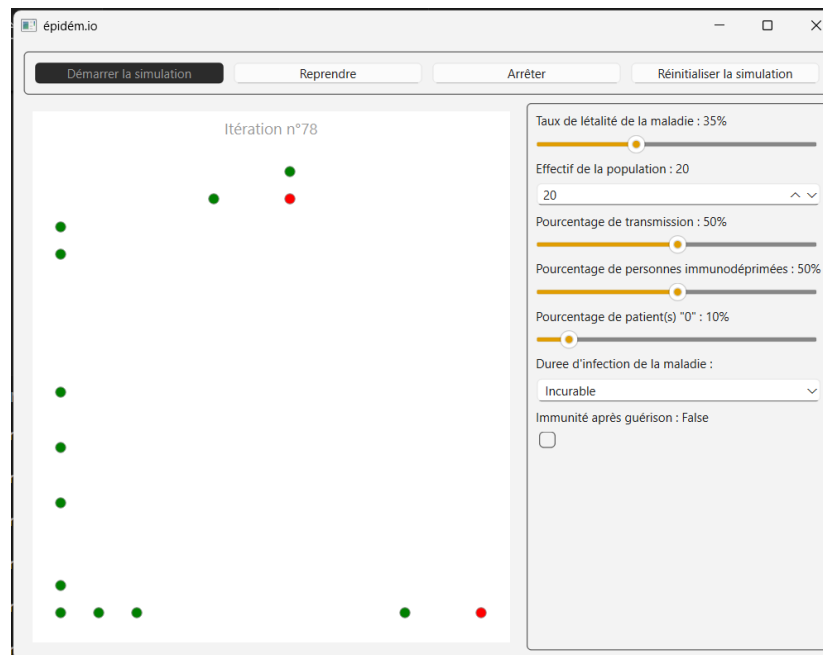 épidém.io
Démarrer la simulation
Reprendre
Arrêter
Réinitialiser la simulation
Itération n°78
Taux de létalité de la maladie : 35%
Effectif de la population : 20
20
Pourcentage de transmission : 50%
Pourcentage de personnes immunodéprimées : 50%
Pourcentage de patient(s) "0" : 10%
Duree d'infection de la maladie :
Incurable
Immunité après guérison : False